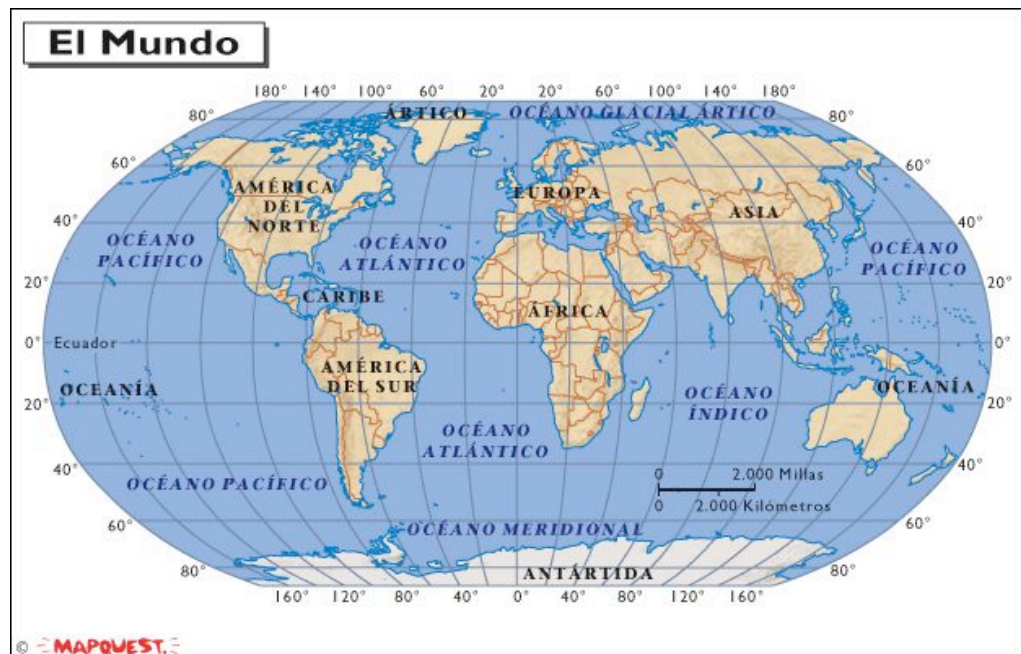 El Mundo
180° 140° 100° 60° 20° 20° 60° 100° 140° 180°
80° ÁRTICO OCÉANO GLACIAL ÁRTICO 80°
60° 60°
AMÉRICA
DEL
NORTE
EUROPA
ASIA
40° 40°
OCÉANO
PACÍFICO
OCÉANO
ATLÁNTICO
OCÉANO
PACÍFICO
20° 20°
CARIBE
ÁFRICA
0° Ecuador 0°
AMÉRICA
DEL SUR
OCEANÍA
OCEANÍA
OCÉANO
ÍNDICO
20° 20°
OCÉANO
ATLÁNTICO
40° 40°
OCÉANO PACÍFICO
0 2.000 Millas
0 2.000 Kilómetros
60° 60°
OCÉANO MERIDIONAL
80° 80°
ANTÁRTIDA
160° 120° 80° 40° 0° 40° 80° 120° 160°
© MAPQUEST.